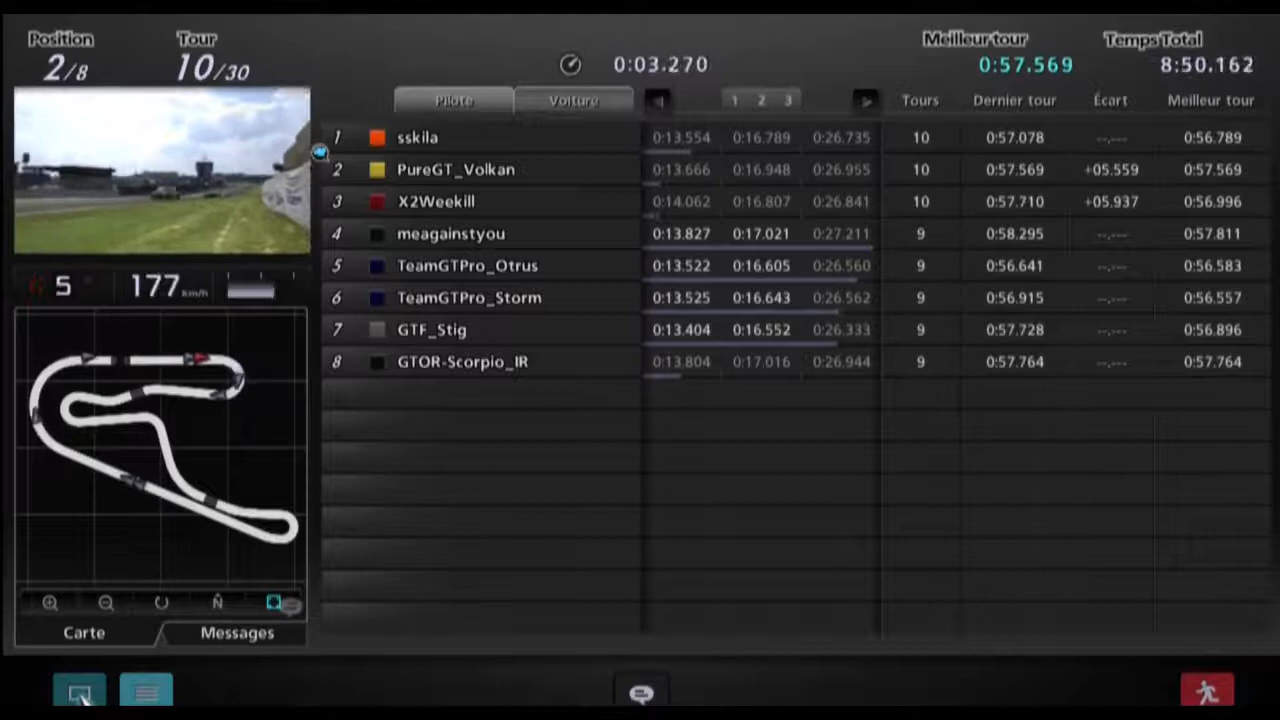 Position Tour Meilleur tour Temps Total
2/8 10/30 0:03.270 0:57.569 8:50.162
Pilote Voiture 1 2 3 Tours Dernier tour Écart Meilleur tour
1 sskila 0:13.554 0:16.789 0:26.735 10 0:57.078 --.--- 0:56.789
2 PureGT_Volkan 0:13.666 0:16.948 0:26.955 10 0:57.569 +05.559 0:57.569
3 X2Weekill 0:14.062 0:16.807 0:26.841 10 0:57.710 +05.937 0:56.996
4 meagainstyou 0:13.827 0:17.021 0:27.211 9 0:58.295 --.--- 0:57.811
5 TeamGTPro_Otrus 0:13.522 0:16.605 0:26.560 9 0:56.641 --.--- 0:56.583
6 TeamGTPro_Storm 0:13.525 0:16.643 0:26.562 9 0:56.915 --.--- 0:56.557
7 GTF_Stig 0:13.404 0:16.552 0:26.333 9 0:57.728 --.--- 0:56.896
8 GTOR-Scorpio_IR 0:13.804 0:17.016 0:26.944 9 0:57.764 --.--- 0:57.764
5 177 Km/h
N
Carte Messages